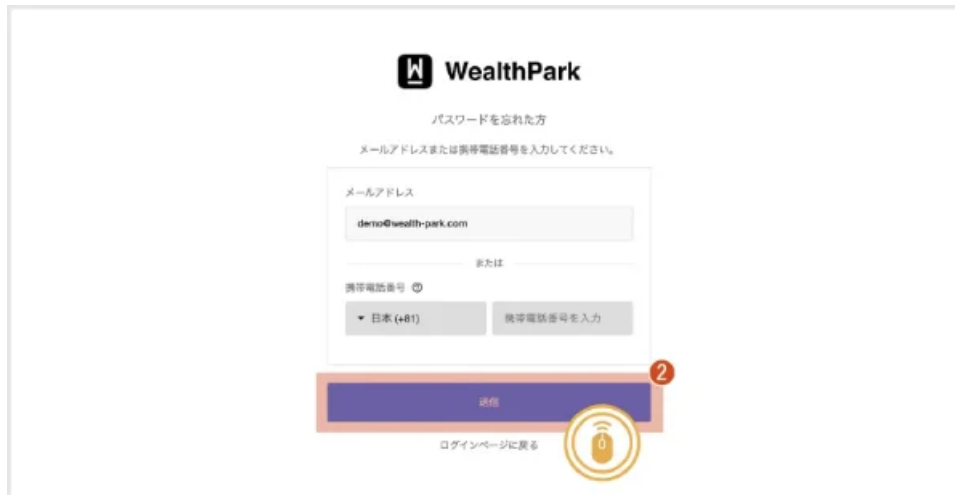 WealthPark
パスワードを忘れた方
メールアドレスまたは携帯電話番号を入力してください。
メールアドレス
demo@wealth-park.com
または
携帯電話番号 ?
日本 (+81)
携帯電話番号を入力
2
送信
ログインページに戻る